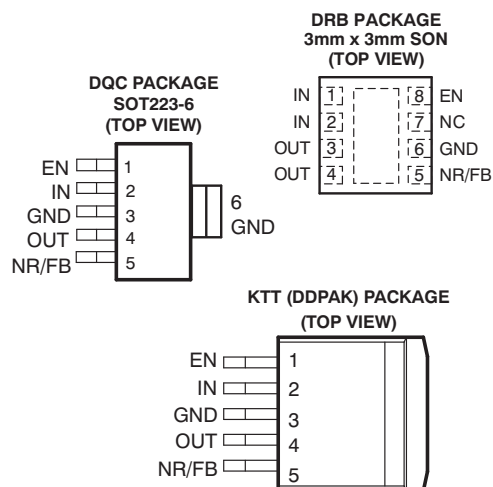 DRB PACKAGE
3mm x 3mm SON
(TOP VIEW)
IN 1 8 EN
IN 2 7 NC
OUT 3 6 GND
OUT 4 5 NR/FB
DQC PACKAGE
SOT223-6
(TOP VIEW)
EN 1
IN 2
GND 3
OUT 4
NR/FB 5
6
GND
KTT (DDPAK) PACKAGE
(TOP VIEW)
EN 1
IN 2
GND 3
OUT 4
NR/FB 5